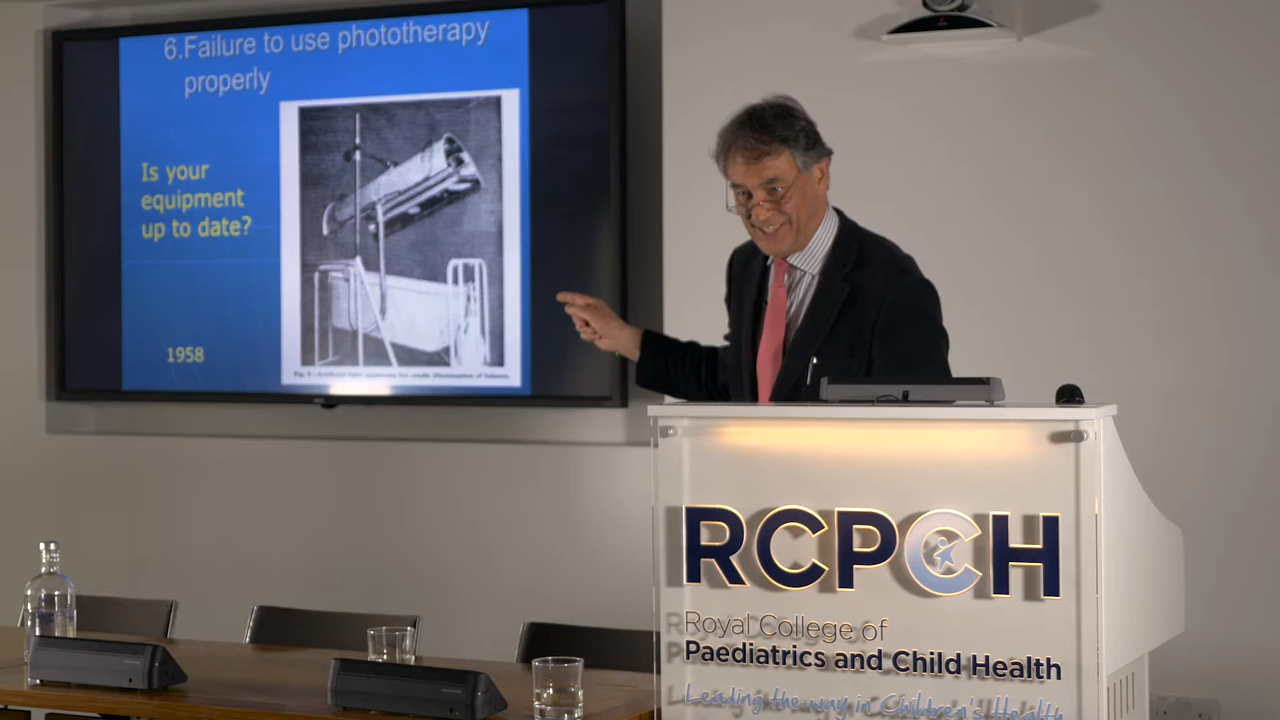 6.Failure to use phototherapy
properly
Is your
equipment
up to date?
1958
RCPCH
Royal College of
Paediatrics and Child Health
Leading the way in Children's Health